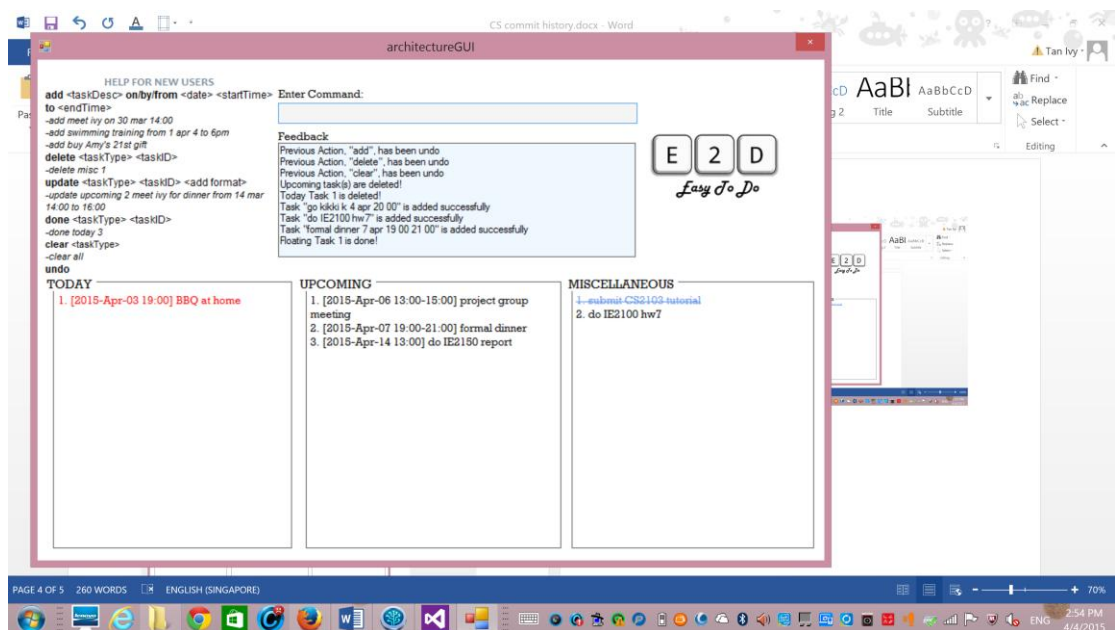 CS commit history.docx - Word
architectureGUI
Tan Ivy
HELP FOR NEW USERS
add <taskDesc> on/by/from <date> <startTime>
to <endTime>
-add meet ivy on 30 mar 14:00
-add swimming training from 1 apr 4 to 6pm
-add buy Amy's 21st gift
delete <taskType> <taskID>
-delete misc 1
update <taskType> <taskID> <add format>
-update upcoming 2 meet ivy for dinner from 14 mar
14:00 to 16:00
done <taskType> <taskID>
-done today 3
clear <taskType>
-clear all
undo
Enter Command:
Feedback
Previous Action, "add", has been undo
Previous Action, "delete", has been undo
Previous Action, "clear", has been undo
Upcoming task(s) are deleted!
Today Task 1 is deleted!
Task "go kikki k 4 apr 20 00" is added successfully
Task "do IE2100 hw7" is added successfully
Task "formal dinner 7 apr 19 00 21 00" is added successfully
Floating Task 1 is done!
E 2 D
Easy To Do
AaBl AaBbCcD
Title Subtitle
Find
Replace
Select
Editing
TODAY
1. [2015-Apr-03 19:00] BBQ at home
UPCOMING
1. [2015-Apr-06 13:00-15:00] project group
meeting
2. [2015-Apr-07 19:00-21:00] formal dinner
3. [2015-Apr-14 13:00] do IE2150 report
MISCELLANEOUS
1. submit CS2103 tutorial
2. do IE2100 hw7
PAGE 4 OF 5 260 WORDS ENGLISH (SINGAPORE)
70%
ENG
2:54 PM
4/4/2015